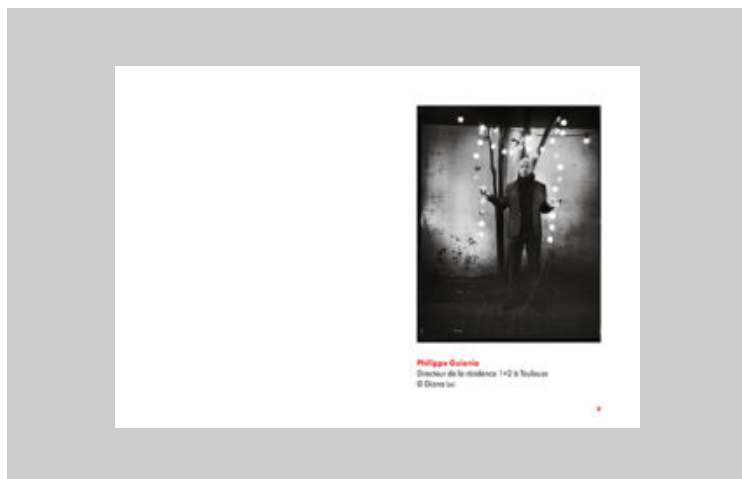 Philippe Guionie
Directeur de la résidence 1+2 à Toulouse
© Diana Lui